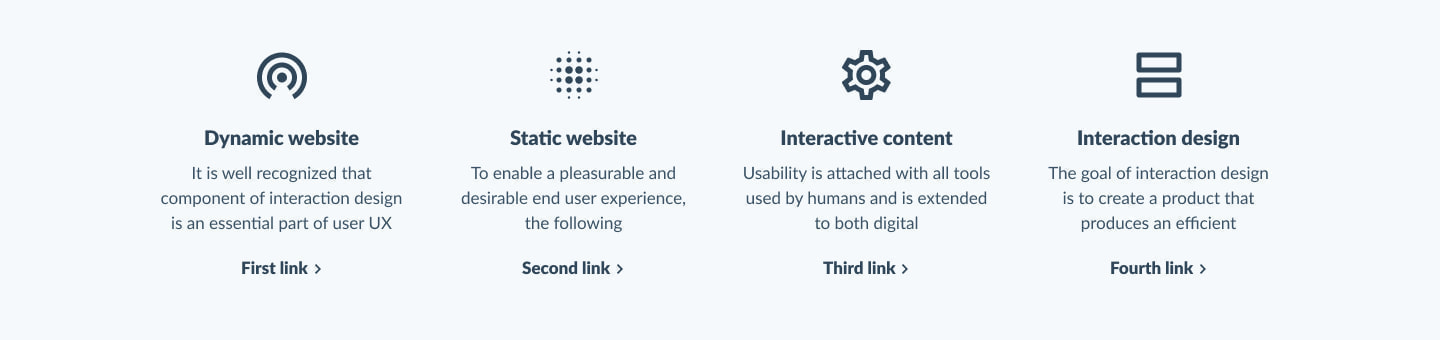 Dynamic website
It is well recognized that
component of interaction design
is an essential part of user UX
First link
Static website
To enable a pleasurable and
desirable end user experience,
the following
Second link
Interactive content
Usability is attached with all tools
used by humans and is extended
to both digital
Third link
Interaction design
The goal of interaction design
is to create a product that
produces an efficient
Fourth link